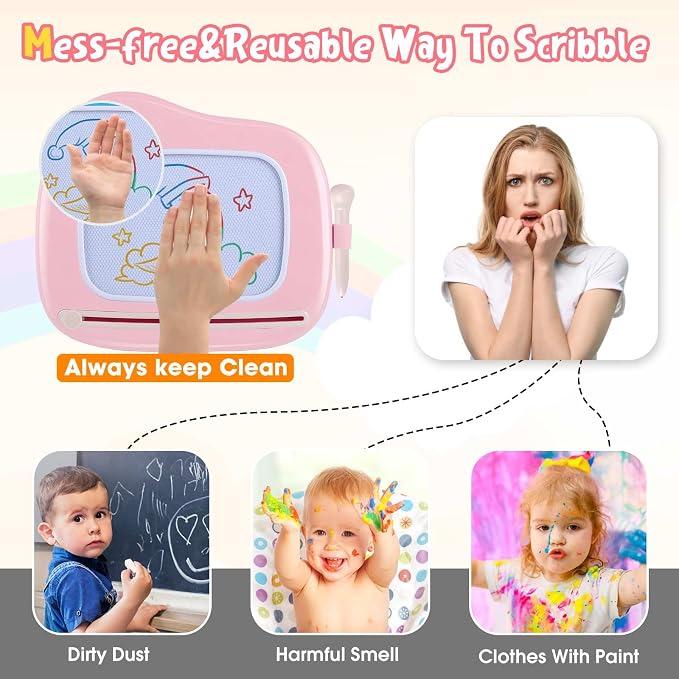 Mess-free&Reusable Way To Scribble
Always keep Clean
Dirty Dust
Harmful Smell
Clothes With Paint